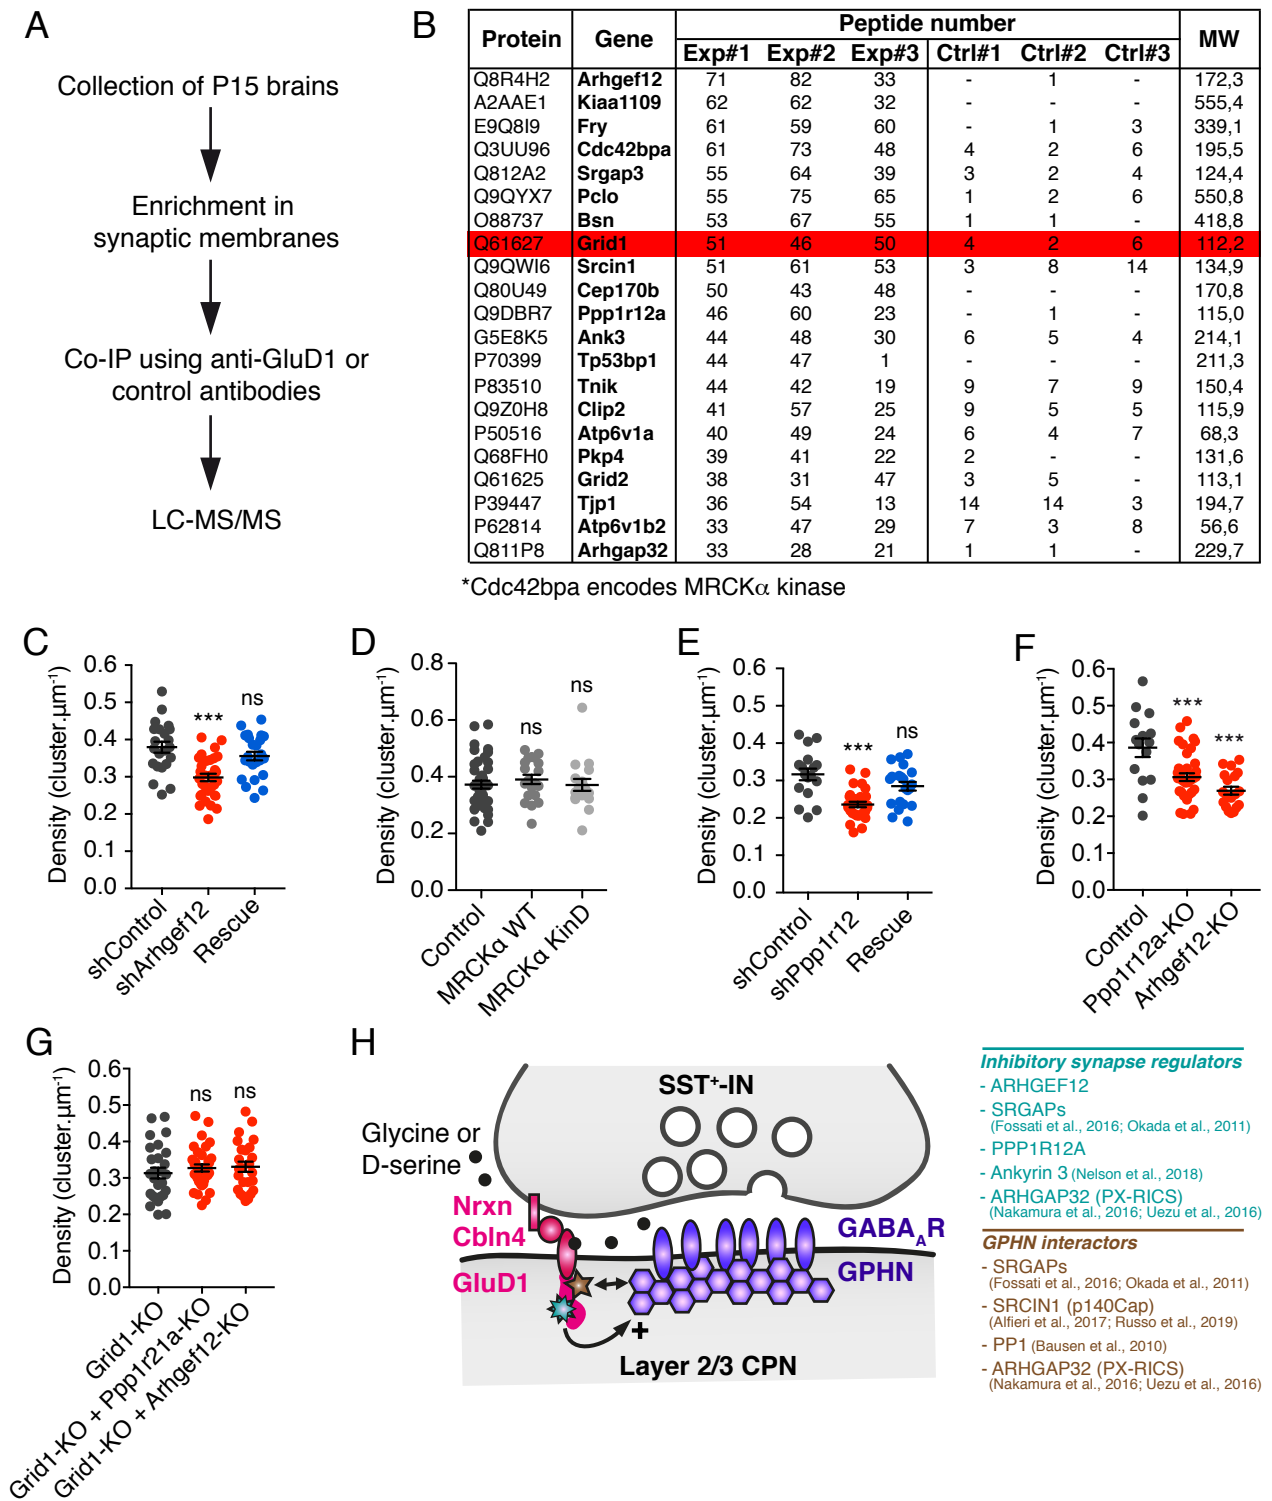 A
Collection of P15 brains
Enrichment in
synaptic membranes
Co-IP using anti-GluD1 or
control antibodies
LC-MS/MS
B
Protein Gene Peptide number MW
Exp#1 Exp#2 Exp#3 Ctrl#1 Ctrl#2 Ctrl#3
Q8R4H2 Arhgef12 71 82 33 - 1 - 172,3
A2AAE1 Kiaa1109 62 62 32 - - - 555,4
E9Q8I9 Fry 61 59 60 - 1 3 339,1
Q3UU96 Cdc42bpa 61 73 48 4 2 6 195,5
Q812A2 Srgap3 55 64 39 3 2 4 124,4
Q9QYX7 Pclo 55 75 65 1 2 6 550,8
O88737 Bsn 53 67 55 1 1 - 418,8
Q61627 Grid1 51 46 50 4 2 6 112,2
Q9QWI6 Srcin1 51 61 53 3 8 14 134,9
Q80U49 Cep170b 50 43 48 - - - 170,8
Q9DBR7 Ppp1r12a 46 60 23 - 1 - 115,0
G5E8K5 Ank3 44 48 30 6 5 4 214,1
P70399 Tp53bp1 44 47 1 - - - 211,3
P83510 Tnik 44 42 19 9 7 9 150,4
Q9Z0H8 Clip2 41 57 25 9 5 5 115,9
P50516 Atp6v1a 40 49 24 6 4 7 68,3
Q68FH0 Pkp4 39 41 22 2 - - 131,6
Q61625 Grid2 38 31 47 3 5 - 113,1
P39447 Tjp1 36 54 13 14 14 3 194,7
P62814 Atp6v1b2 33 47 29 7 3 8 56,6
Q811P8 Arhgap32 33 28 21 1 1 - 229,7
*Cdc42bpa encodes MRCKα kinase
C
Density (cluster.µm⁻¹)
0.6
0.5
0.4
0.3
0.2
0.1
0.0
***
ns
shControl
shArhgef12
Rescue
D
Density (cluster.µm⁻¹)
0.8
0.6
0.4
0.2
0.0
ns
ns
Control
MRCKα WT
MRCKα KinD
E
Density (cluster.µm⁻¹)
0.6
0.5
0.4
0.3
0.2
0.1
0.0
***
ns
shControl
shPpp1r12
Rescue
F
Density (cluster.µm⁻¹)
0.6
0.5
0.4
0.3
0.2
0.1
0.0
***
***
Control
Ppp1r12a-KO
Arhgef12-KO
G
Density (cluster.µm⁻¹)
0.6
0.5
0.4
0.3
0.2
0.1
0.0
ns
ns
Grid1-KO
Grid1-KO + Ppp1r21a-KO
Grid1-KO + Arhgef12-KO
H
SST⁺-IN
Glycine or
D-serine
Nrxn
Cbln4
GluD1
GABA_AR
GPHN
+
Layer 2/3 CPN
Inhibitory synapse regulators
- ARHGEF12
- SRGAPs
(Fossati et al., 2016; Okada et al., 2011)
- PPP1R12A
- Ankyrin 3 (Nelson et al., 2018)
- ARHGAP32 (PX-RICS)
(Nakamura et al., 2016; Uezu et al., 2016)
GPHN interactors
- SRGAPs
(Fossati et al., 2016; Okada et al., 2011)
- SRCIN1 (p140Cap)
(Alfieri et al., 2017; Russo et al., 2019)
- PP1 (Bausen et al., 2010)
- ARHGAP32 (PX-RICS)
(Nakamura et al., 2016; Uezu et al., 2016)